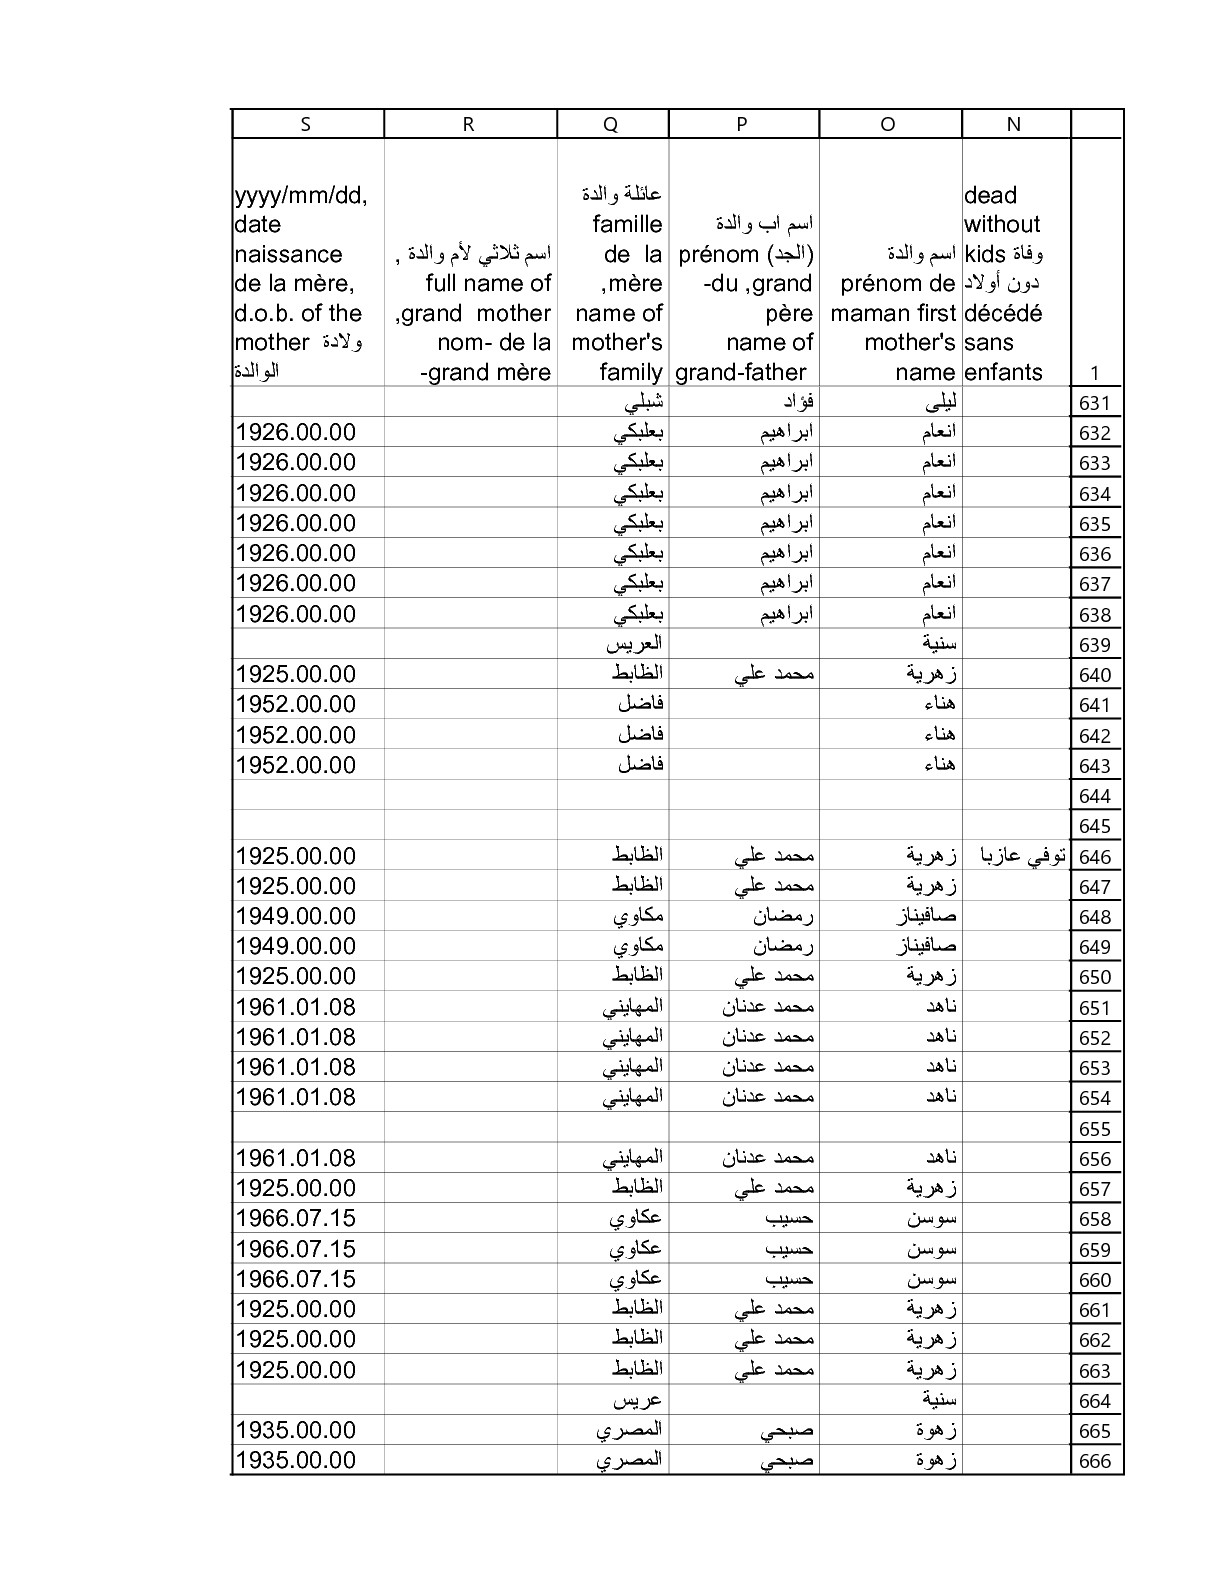 S R Q P O N
yyyy/mm/dd, date naissance de la mère, d.o.b. of the mother ولادة الوالدة
اسم ثلاثي لأم والدة , full name of grand mother, nom- de la grand mère-
عائلة والدة famille de la mère, name of mother's family
اسم اب والدة (الجد) prénom du ,grand- père name of grand-father
اسم والدة prénom de maman first mother's name
dead without kids وفاة دون أولاد décédé sans enfants
1
شبلي فؤاد ليلى 631
1926.00.00 بعلبكي ابراهيم انعام 632
1926.00.00 بعلبكي ابراهيم انعام 633
1926.00.00 بعلبكي ابراهيم انعام 634
1926.00.00 بعلبكي ابراهيم انعام 635
1926.00.00 بعلبكي ابراهيم انعام 636
1926.00.00 بعلبكي ابراهيم انعام 637
1926.00.00 بعلبكي ابراهيم انعام 638
العريس سنية 639
1925.00.00 الظابط محمد علي زهرية 640
1952.00.00 فاضل هناء 641
1952.00.00 فاضل هناء 642
1952.00.00 فاضل هناء 643
644
645
1925.00.00 الظابط محمد علي زهرية توفي عازبا 646
1925.00.00 الظابط محمد علي زهرية 647
1949.00.00 مكاوي رمضان صافيناز 648
1949.00.00 مكاوي رمضان صافيناز 649
1925.00.00 الظابط محمد علي زهرية 650
1961.01.08 المهايني محمد عدنان ناهد 651
1961.01.08 المهايني محمد عدنان ناهد 652
1961.01.08 المهايني محمد عدنان ناهد 653
1961.01.08 المهايني محمد عدنان ناهد 654
655
1961.01.08 المهايني محمد عدنان ناهد 656
1925.00.00 الظابط محمد علي زهرية 657
1966.07.15 عكاوي حسيب سوسن 658
1966.07.15 عكاوي حسيب سوسن 659
1966.07.15 عكاوي حسيب سوسن 660
1925.00.00 الظابط محمد علي زهرية 661
1925.00.00 الظابط محمد علي زهرية 662
1925.00.00 الظابط محمد علي زهرية 663
عريس سنية 664
1935.00.00 المصري صبحي زهوة 665
1935.00.00 المصري صبحي زهوة 666